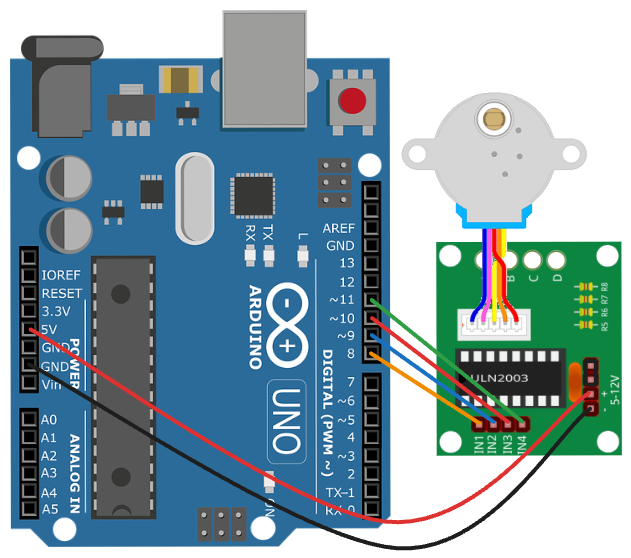 RX
TX
L
AREF
GND
13
12
~11
~10
~9
8
7
~6
~5
4
~3
2
TX-1
RX-0
DIGITAL (PWM ~)
ARDUINO
UNO
ON
IOREF
RESET
3.3V
5V
GND
GND
Vin
POWER
A0
A1
A2
A3
A4
A5
ANALOG IN
B
C
D
R8
R7
R6
R5
ULN2003
IN1
IN2
IN3
IN4
- +
5-12V